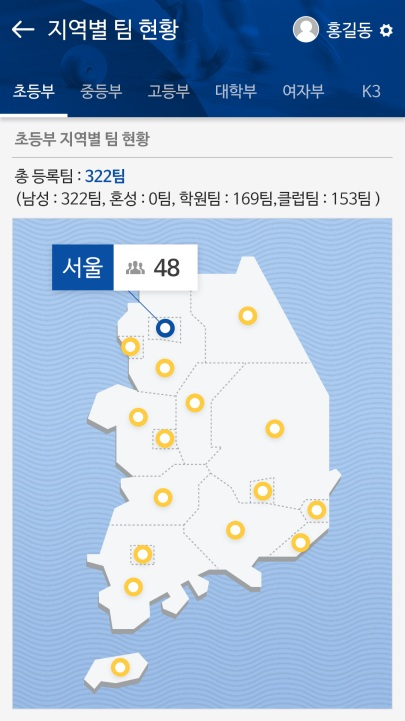 지역별 팀 현황
홍길동
초등부 중등부 고등부 대학부 여자부 K3
초등부 지역별 팀 현황
총 등록팀 : 322팀
(남성 : 322팀, 혼성 : 0팀, 학원팀 : 169팀,클럽팀 : 153팀 )
서울 48